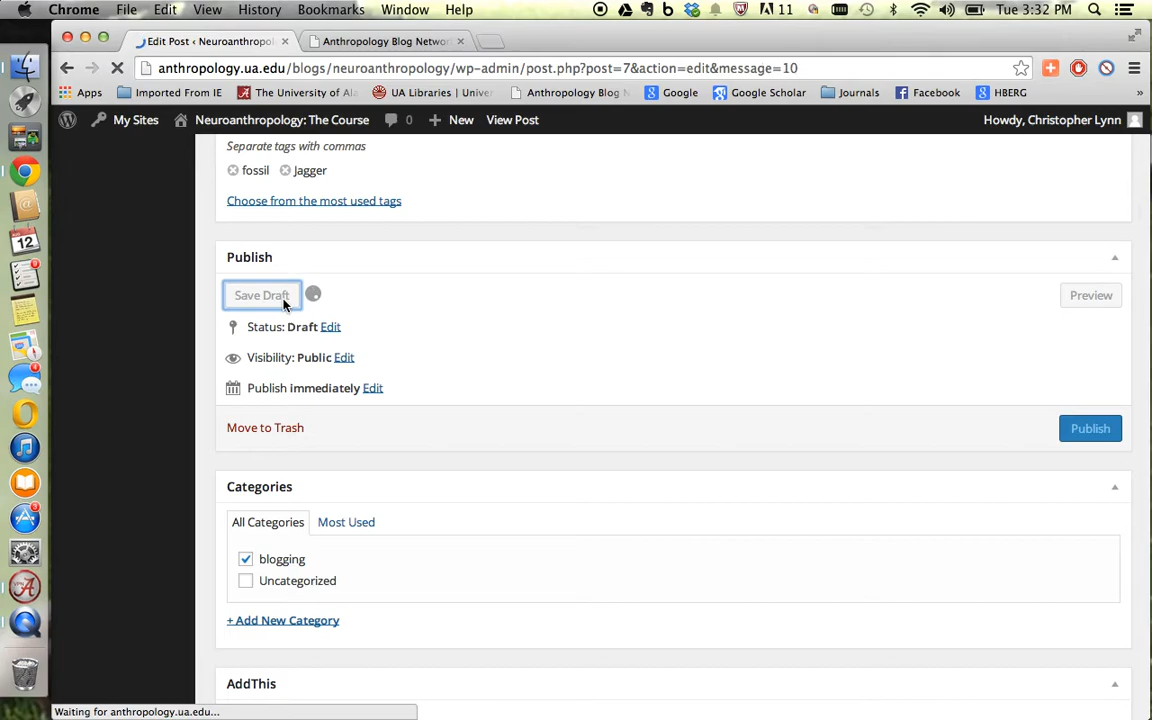 Chrome File Edit View History Bookmarks Window Help 11 Tue 3:32 PM
Edit Post ‹ Neuroanthropol
Anthropology Blog Networ
anthropology.ua.edu/blogs/neuroanthropology/wp-admin/post.php?post=7&action=edit&message=10
Apps Imported From IE The University of Ala UA Libraries | Univer Anthropology Blog N Google Google Scholar Journals Facebook HBERG »
My Sites Neuroanthropology: The Course 0 New View Post Howdy, Christopher Lynn
Separate tags with commas
fossil Jagger
Choose from the most used tags
Publish
Save Draft Preview
Status: Draft Edit
Visibility: Public Edit
Publish immediately Edit
Move to Trash Publish
Categories
All Categories Most Used
blogging
Uncategorized
+ Add New Category
AddThis
Waiting for anthropology.ua.edu...
12